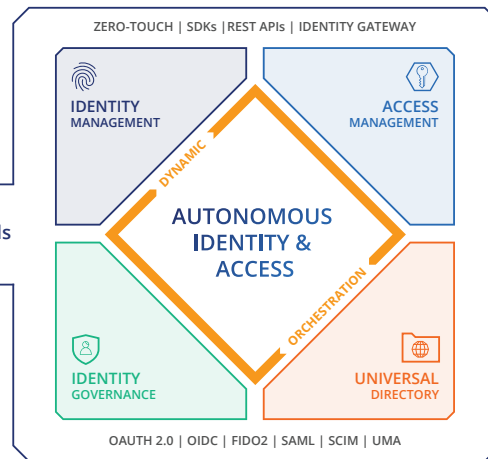 ZERO-TOUCH | SDKs |REST APIs | IDENTITY GATEWAY
IDENTITY
MANAGEMENT
ACCESS
MANAGEMENT
DYNAMIC
AUTONOMOUS
IDENTITY &
ACCESS
ORCHESTRATION
IDENTITY
GOVERNANCE
UNIVERSAL
DIRECTORY
OAUTH 2.0 | OIDC | FIDO2 | SAML | SCIM | UMA